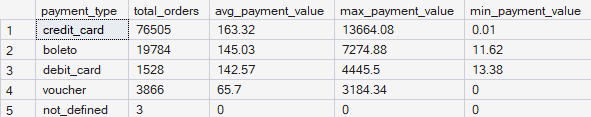 payment_type total_orders avg_payment_value max_payment_value min_payment_value
1 credit_card 76505 163.32 13664.08 0.01
2 boleto 19784 145.03 7274.88 11.62
3 debit_card 1528 142.57 4445.5 13.38
4 voucher 3866 65.7 3184.34 0
5 not_defined 3 0 0 0